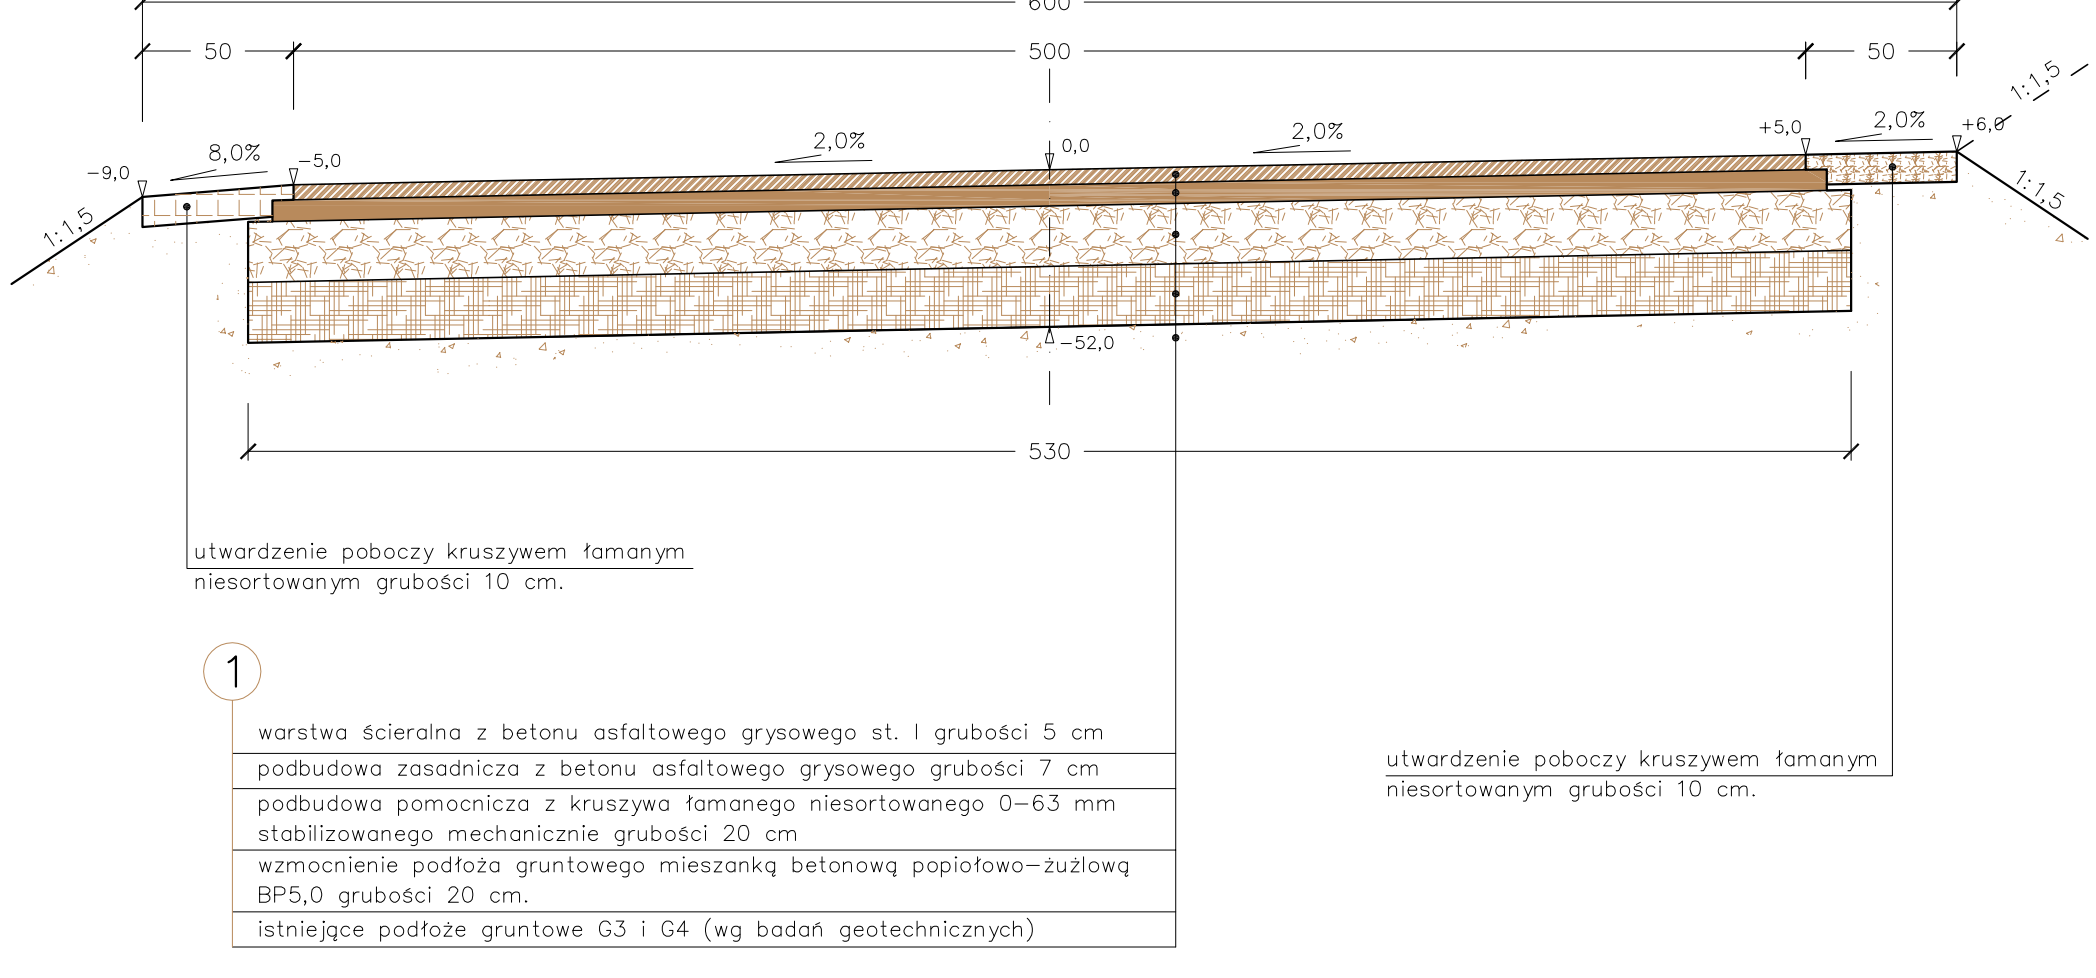 600
50 500 50
1:1,5
2,0% 2,0% 2,0%
+5,0 +6,0
0,0
8,0% -5,0
-9,0
1:1,5 1:1,5
-52,0
530
utwardzenie poboczy kruszywem łamanym
niesortowanym grubości 10 cm.
1
warstwa ścieralna z betonu asfaltowego grysowego st. I grubości 5 cm
podbudowa zasadnicza z betonu asfaltowego grysowego grubości 7 cm
podbudowa pomocnicza z kruszywa łamanego niesortowanego 0-63 mm
stabilizowanego mechanicznie grubości 20 cm
wzmocnienie podłoża gruntowego mieszanką betonową popiołowo-żużlową
BP5,0 grubości 20 cm.
istniejące podłoże gruntowe G3 i G4 (wg badań geotechnicznych)
utwardzenie poboczy kruszywem łamanym
niesortowanym grubości 10 cm.